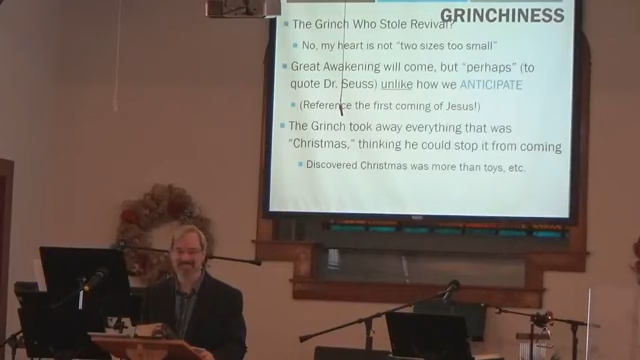 GRINCHINESS
The Grinch Who Stole Revival?
No, my heart is not "two sizes too small"
Great Awakening will come, but "perhaps" (to
quote Dr. Seuss) unlike how we ANTICIPATE
(Reference the first coming of Jesus!)
The Grinch took away everything that was
"Christmas," thinking he could stop it from coming
Discovered Christmas was more than toys, etc.